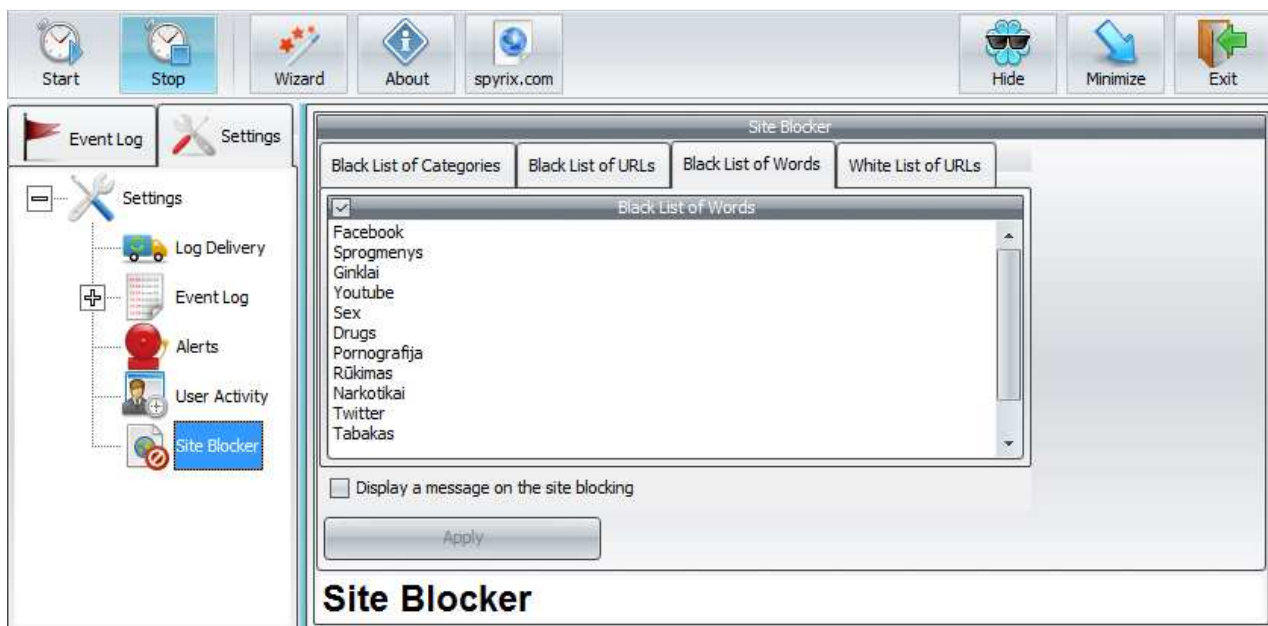 Start
Stop
Wizard
About
spyrix.com
Hide
Minimize
Exit
Event Log
Settings
Settings
Log Delivery
Event Log
Alerts
User Activity
Site Blocker
Site Blocker
Black List of Categories
Black List of URLs
Black List of Words
White List of URLs
Black List of Words
Facebook
Sprogmenys
Ginklai
Youtube
Sex
Drugs
Pornografija
Rūkimas
Narkotikai
Twitter
Tabakas
Display a message on the site blocking
Apply
Site Blocker